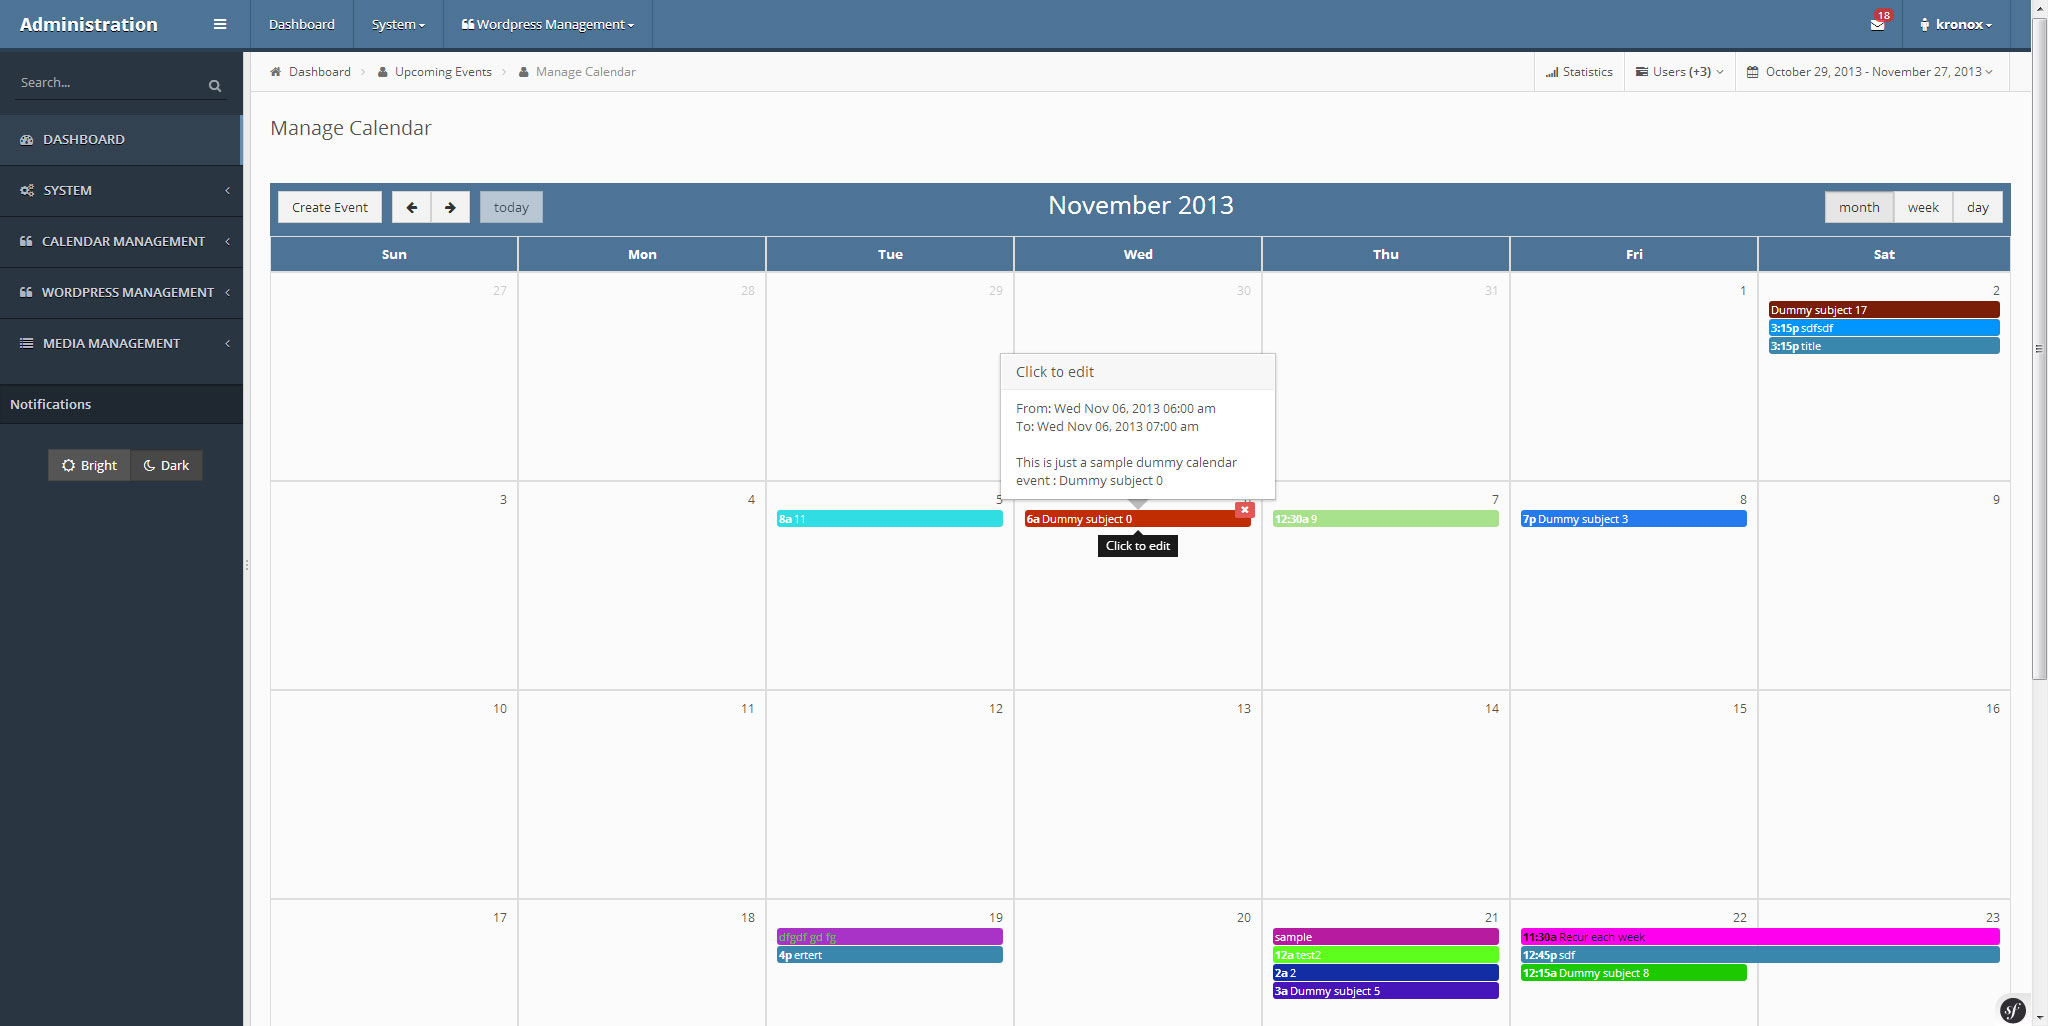 Administration
Dashboard
System
Wordpress Management
18
kronox
Search...
DASHBOARD
SYSTEM
CALENDAR MANAGEMENT
WORDPRESS MANAGEMENT
MEDIA MANAGEMENT
Notifications
Bright
Dark
Dashboard
Upcoming Events
Manage Calendar
Statistics
Users (+3)
October 29, 2013 - November 27, 2013
Manage Calendar
Create Event
today
November 2013
month
week
day
Sun
Mon
Tue
Wed
Thu
Fri
Sat
27
28
29
30
31
1
2
Dummy subject 17
3:15p sdfsdf
3:15p title
Click to edit
From: Wed Nov 06, 2013 06:00 am
To: Wed Nov 06, 2013 07:00 am
This is just a sample dummy calendar
event : Dummy subject 0
3
4
5
8a 11
6a Dummy subject 0
Click to edit
7
12:30a 9
8
7p Dummy subject 3
9
10
11
12
13
14
15
16
17
18
19
dfgdf gd fg
4p ertert
20
21
sample
12a test2
2a 2
3a Dummy subject 5
22
11:30a Recur each week
12:45p sdf
12:15a Dummy subject 8
23
sf